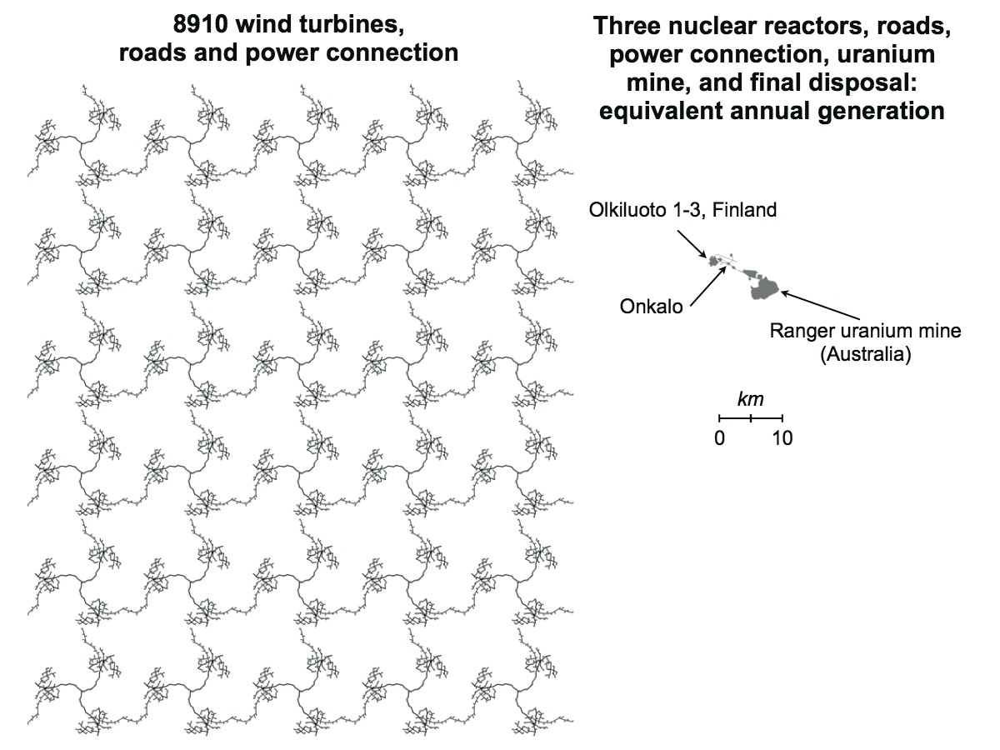 8910 wind turbines,
roads and power connection
Three nuclear reactors, roads,
power connection, uranium
mine, and final disposal:
equivalent annual generation
Olkiluoto 1-3, Finland
Onkalo
Ranger uranium mine
(Australia)
km
0 10